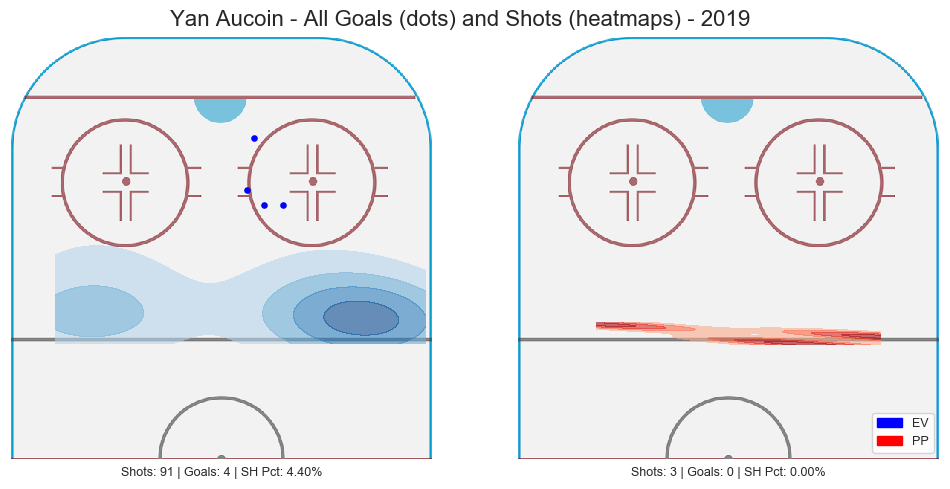 Yan Aucoin - All Goals (dots) and Shots (heatmaps) - 2019
EV
PP
Shots: 91 | Goals: 4 | SH Pct: 4.40%
Shots: 3 | Goals: 0 | SH Pct: 0.00%